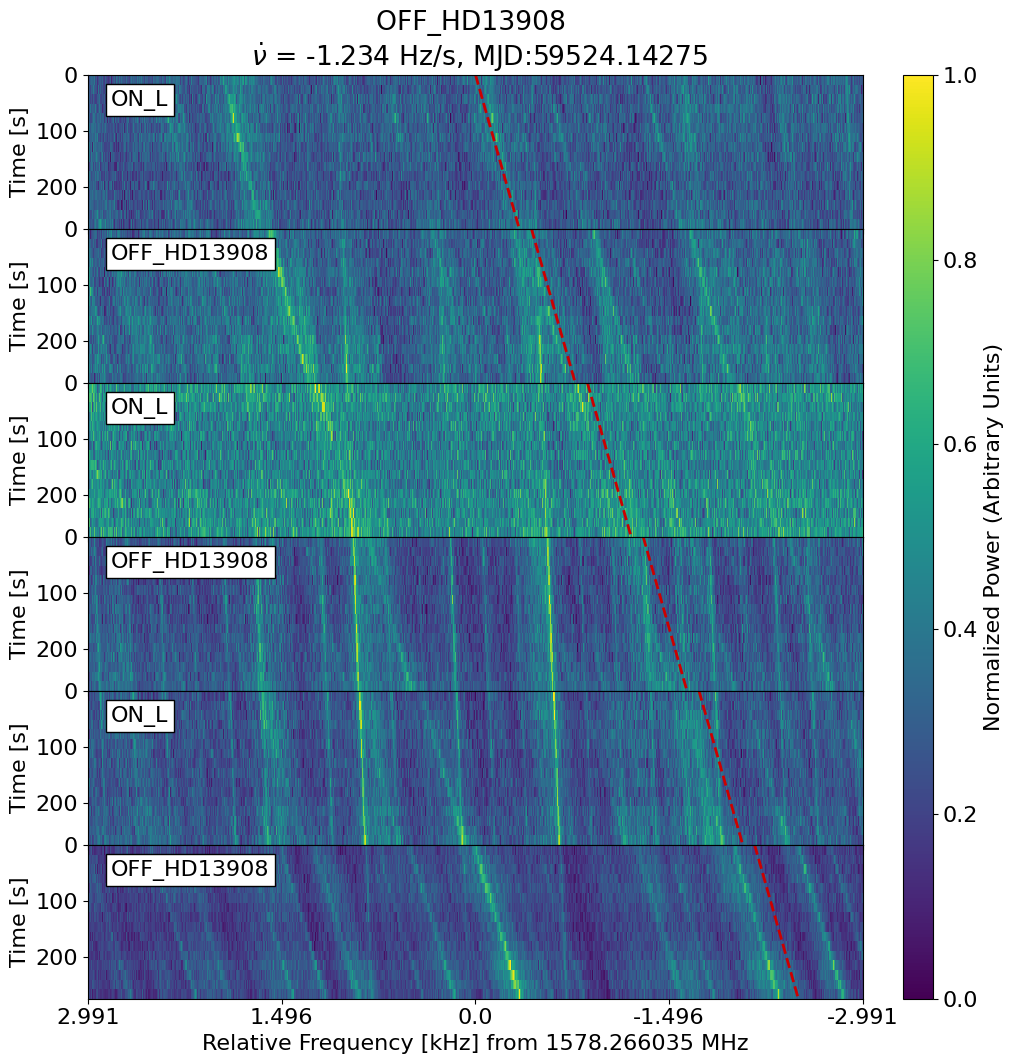 OFF_HD13908
ν̇ = -1.234 Hz/s, MJD:59524.14275
Time [s]
0
100
200
ON_L
Time [s]
0
100
200
OFF_HD13908
Time [s]
0
100
200
ON_L
Time [s]
0
100
200
OFF_HD13908
Time [s]
0
100
200
ON_L
Time [s]
0
100
200
OFF_HD13908
2.991 1.496 0.0 -1.496 -2.991
Relative Frequency [kHz] from 1578.266035 MHz
1.0
0.8
0.6
0.4
0.2
0.0
Normalized Power (Arbitrary Units)